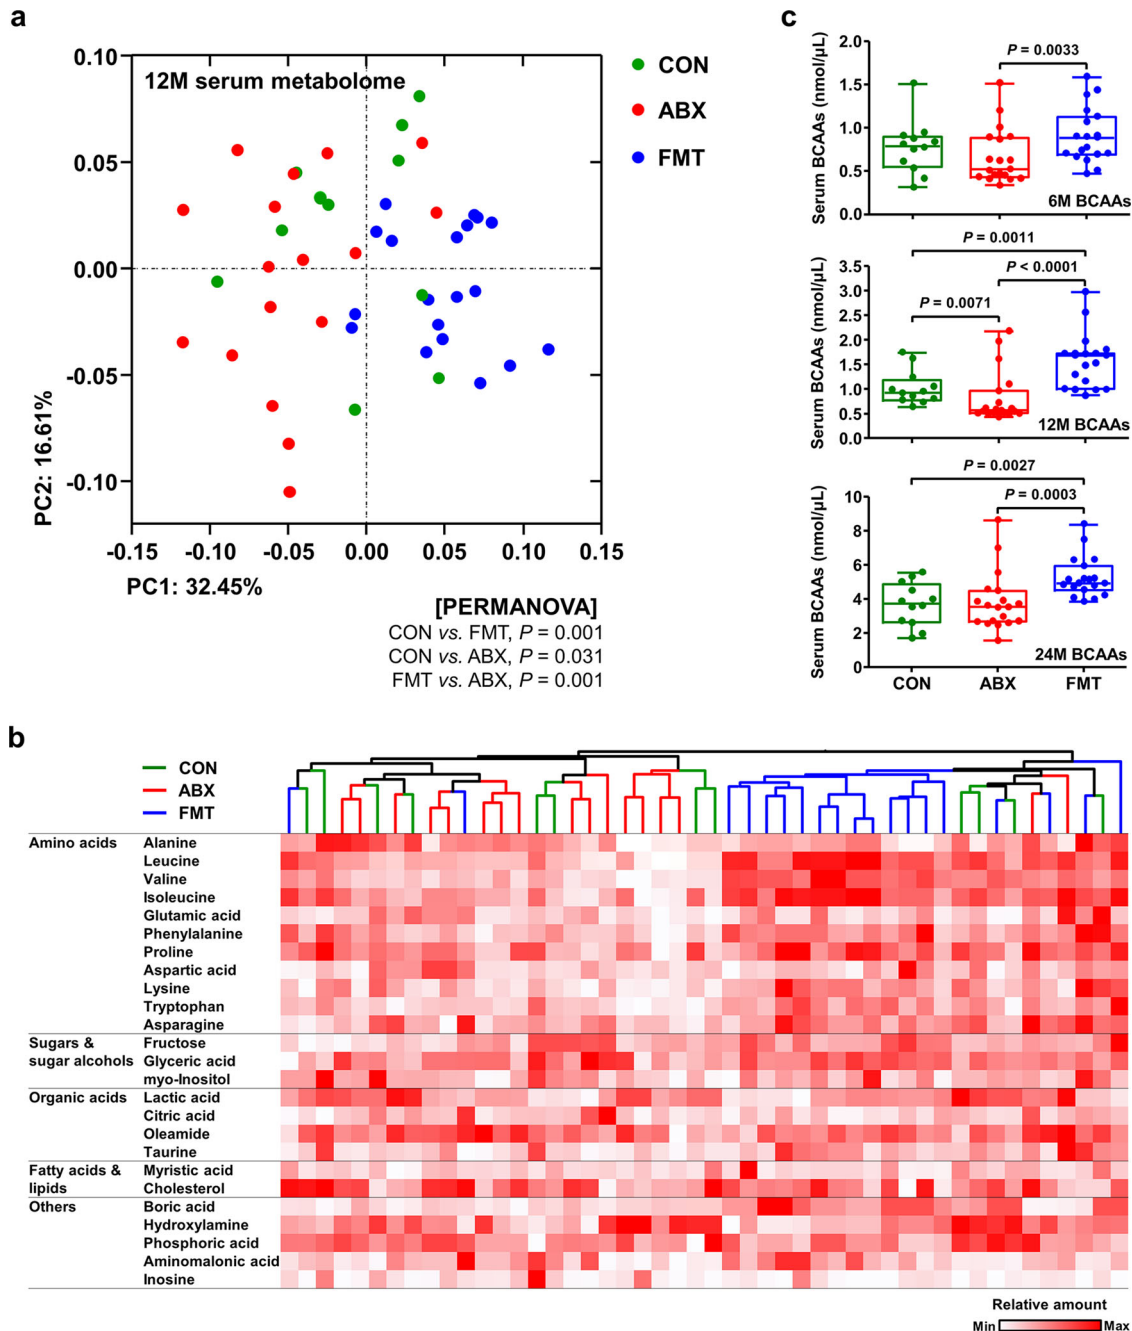 a
12M serum metabolome
CON
ABX
FMT
0.10
0.05
0.00
-0.05
-0.10
PC2: 16.61%
-0.15 -0.10 -0.05 0.00 0.05 0.10 0.15
PC1: 32.45%
[PERMANOVA]
CON vs. FMT, P = 0.001
CON vs. ABX, P = 0.031
FMT vs. ABX, P = 0.001
c
Serum BCAAs (nmol/µL)
2.0
1.5
1.0
0.5
0.0
P = 0.0033
6M BCAAs
Serum BCAAs (nmol/µL)
3.5
3.0
2.5
2.0
1.5
1.0
0.5
0.0
P = 0.0011
P < 0.0001
P = 0.0071
12M BCAAs
Serum BCAAs (nmol/µL)
10
8
6
4
2
0
P = 0.0027
P = 0.0003
24M BCAAs
CON ABX FMT
b
CON
ABX
FMT
Amino acids Alanine
Leucine
Valine
Isoleucine
Glutamic acid
Phenylalanine
Proline
Aspartic acid
Lysine
Tryptophan
Asparagine
Sugars & Fructose
sugar alcohols Glyceric acid
myo-Inositol
Organic acids Lactic acid
Citric acid
Oleamide
Taurine
Fatty acids & Myristic acid
lipids Cholesterol
Others Boric acid
Hydroxylamine
Phosphoric acid
Aminomalonic acid
Inosine
Relative amount
Min Max